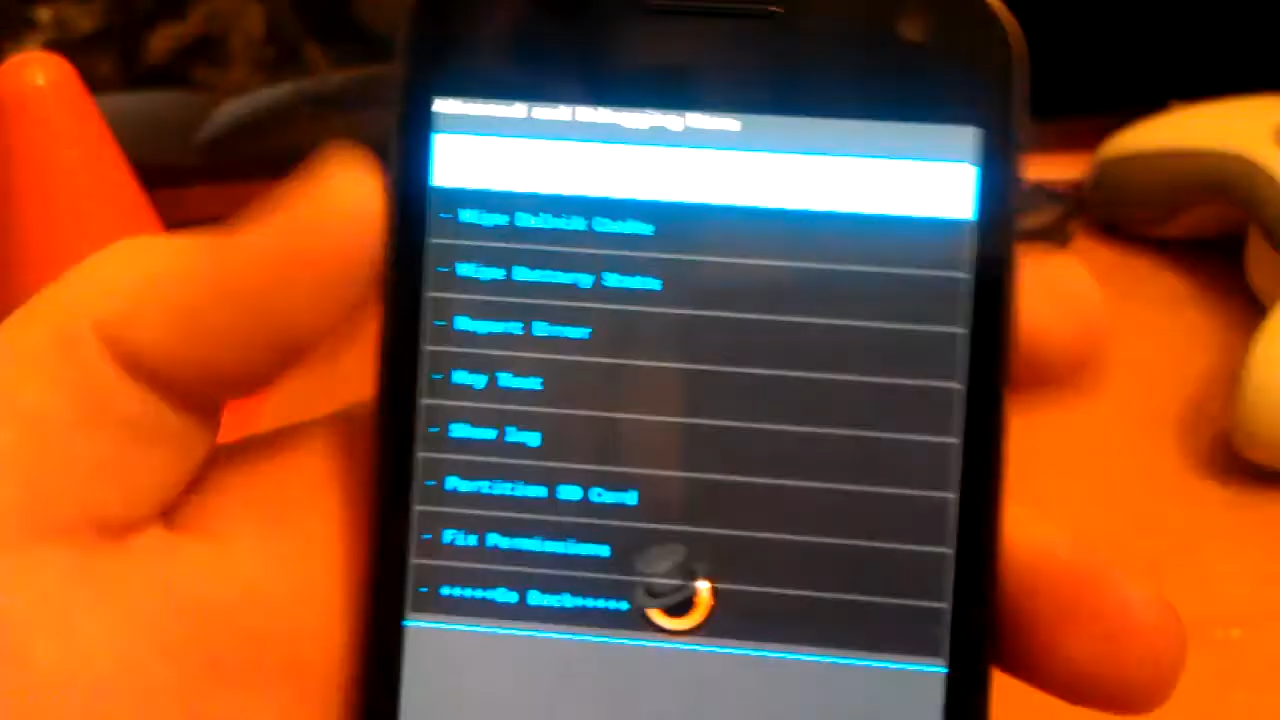 Advanced and Debugging Menu
- Wipe Dalvik Cache
- Wipe Battery Stats
- Report Error
- Key Test
- Show log
- Partition SD Card
- Fix Permissions
- +++++Go Back+++++